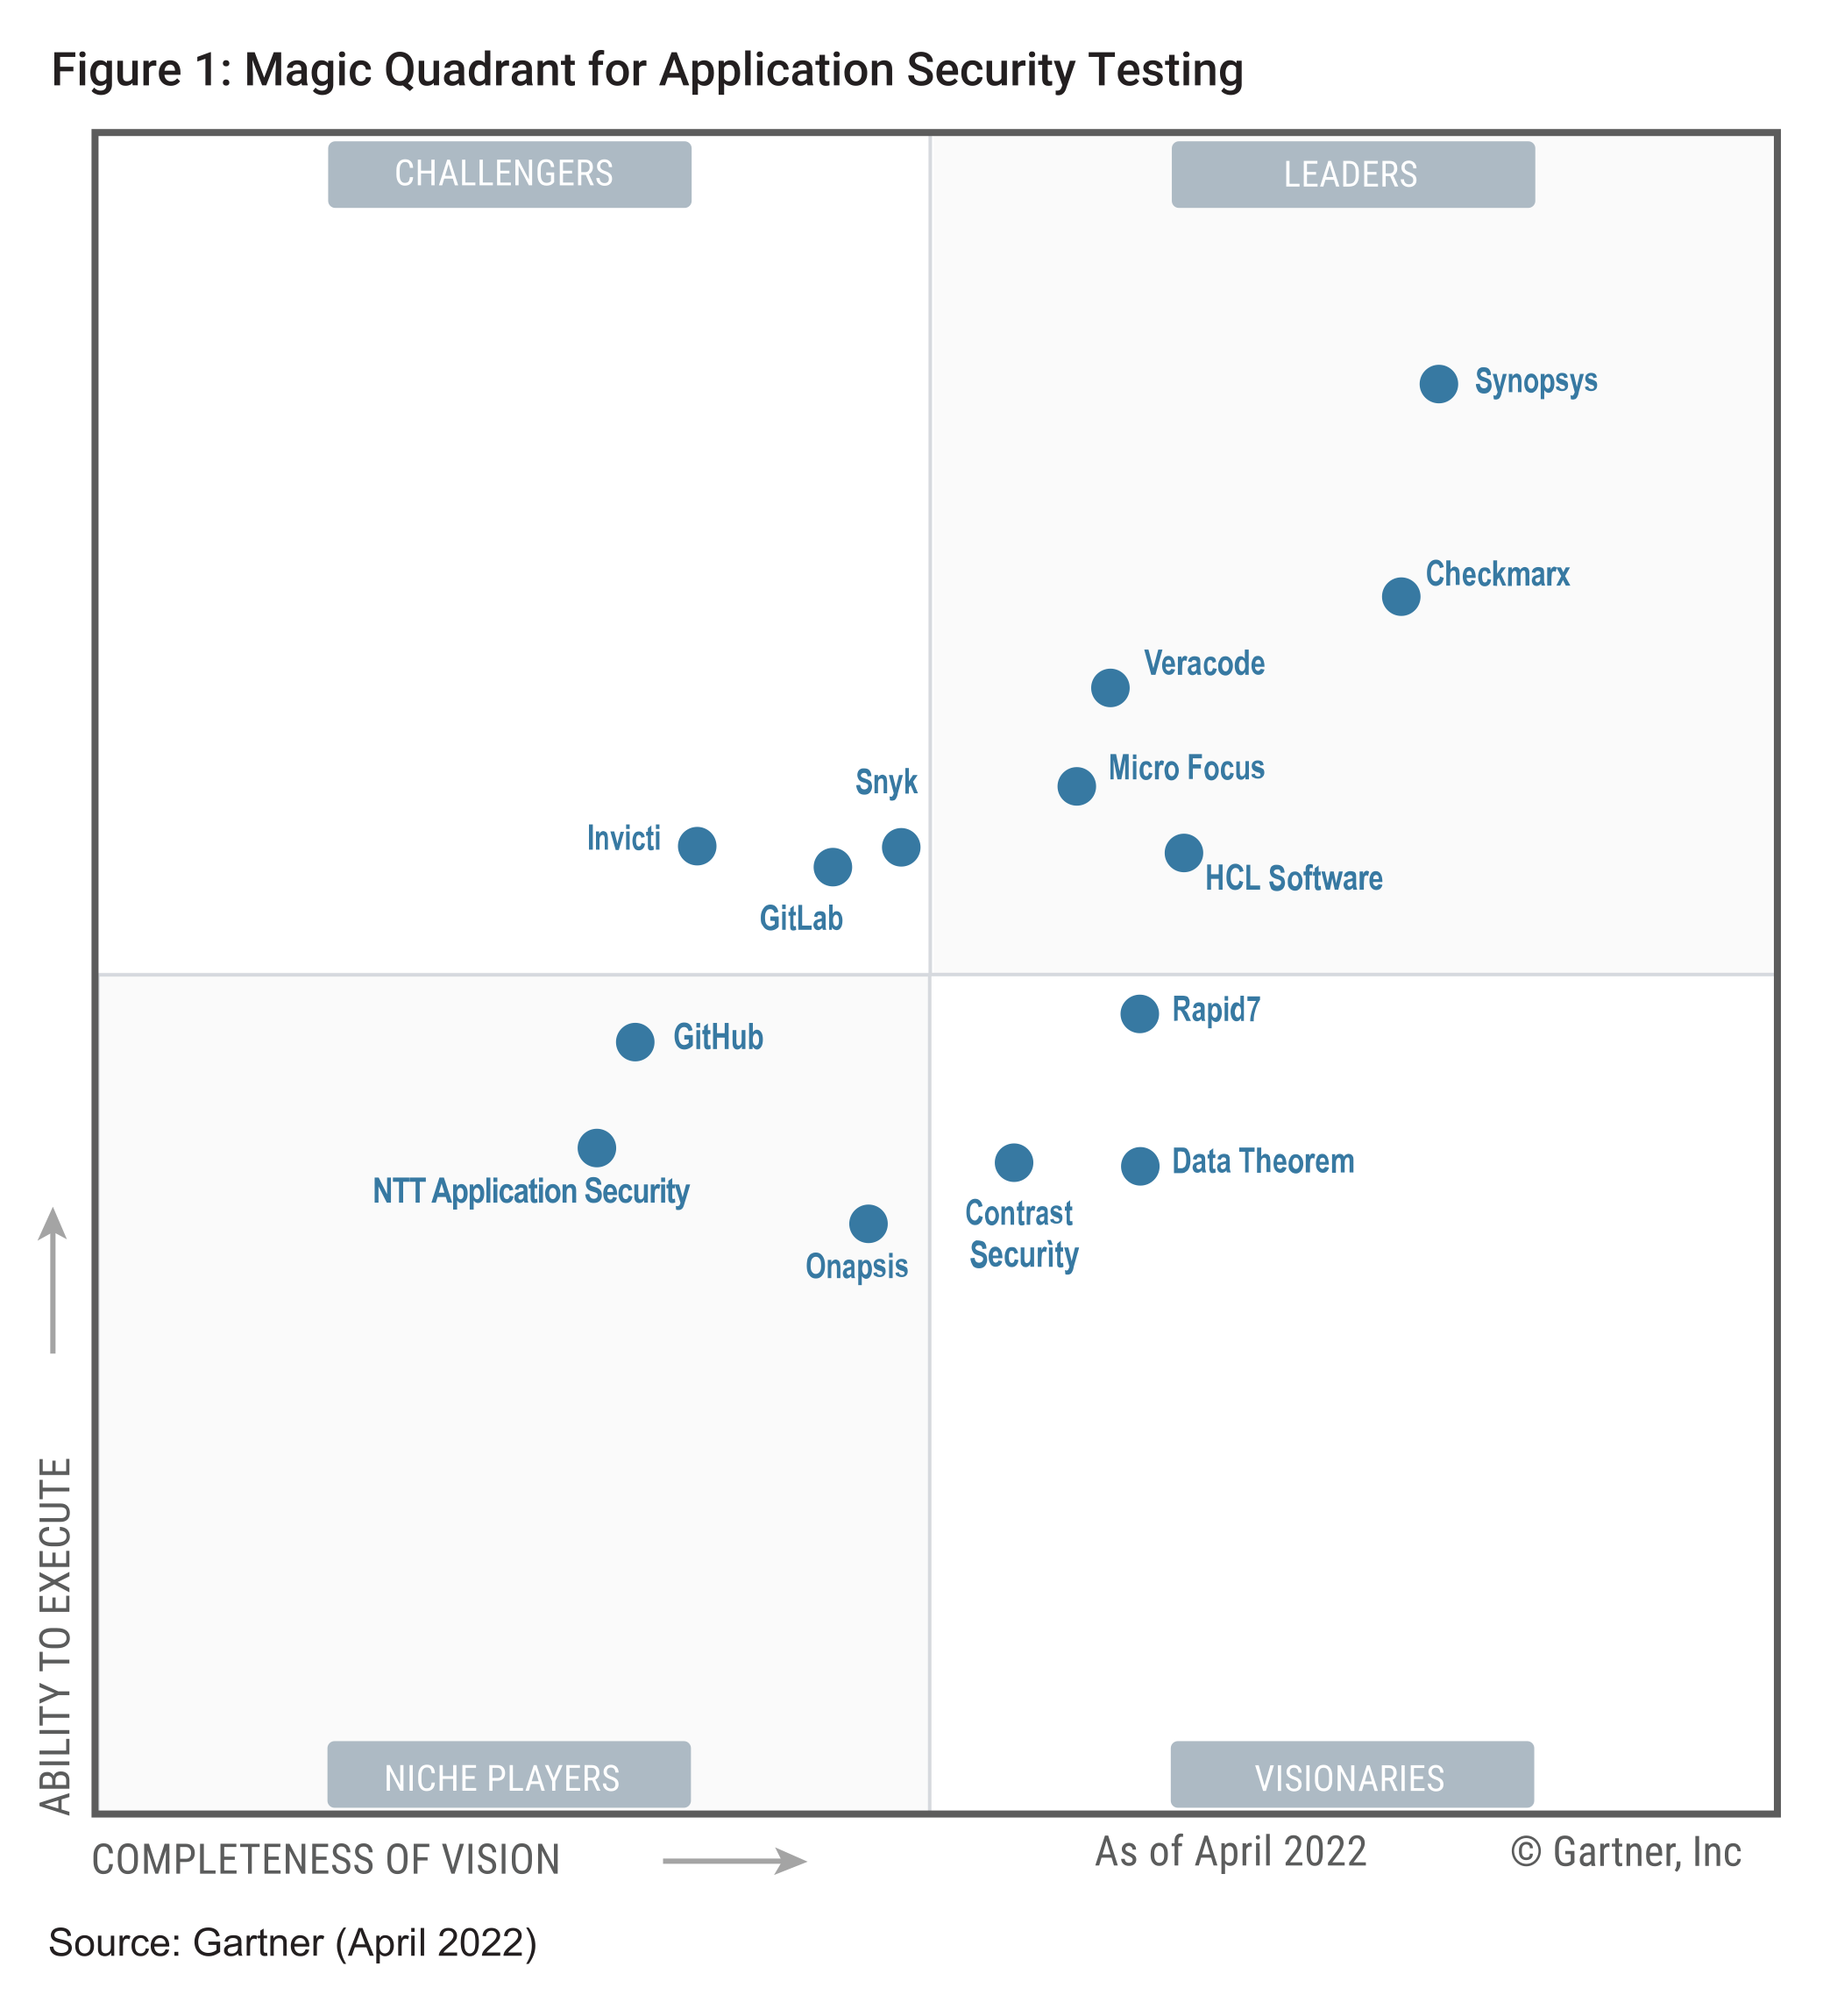 Figure 1: Magic Quadrant for Application Security Testing
CHALLENGERS
LEADERS
Synopsys
Checkmarx
Veracode
Micro Focus
Snyk
Invicti
HCL Software
GitLab
Rapid7
GitHub
Data Theorem
NTT Application Security
Contrast
Security
Onapsis
ABILITY TO EXECUTE
NICHE PLAYERS
VISIONARIES
COMPLETENESS OF VISION
As of April 2022
© Gartner, Inc
Source: Gartner (April 2022)